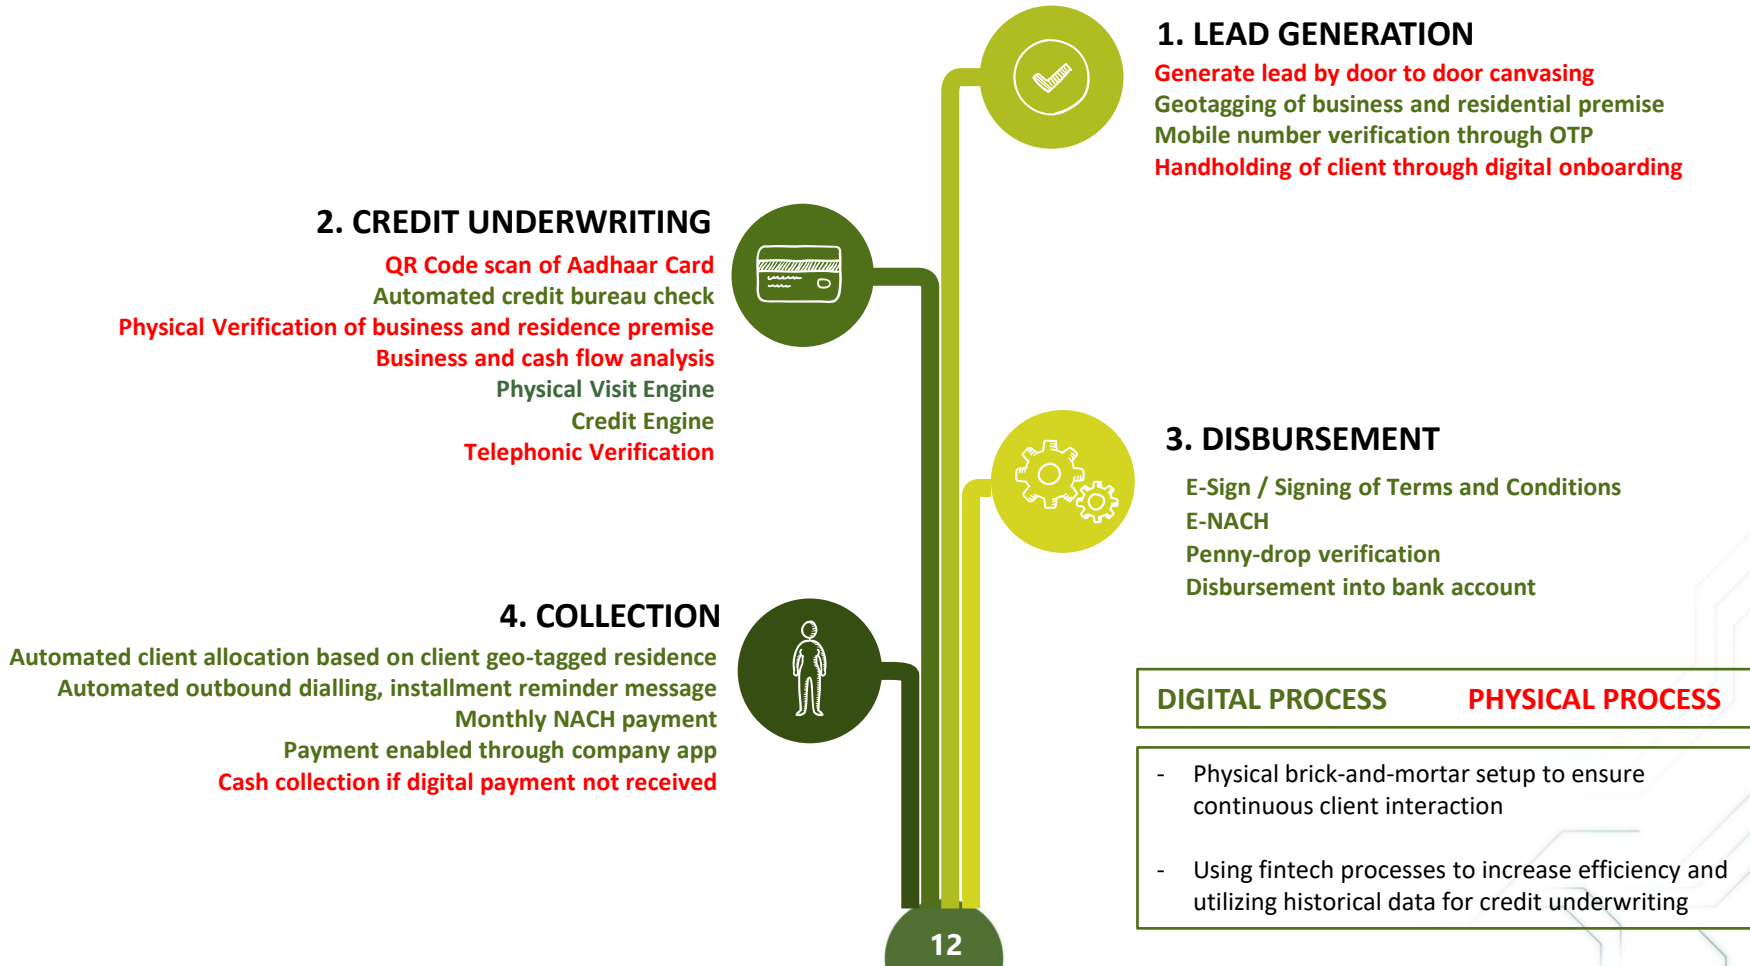 1. LEAD GENERATION
Generate lead by door to door canvasing
Geotagging of business and residential premise
Mobile number verification through OTP
Handholding of client through digital onboarding
2. CREDIT UNDERWRITING
QR Code scan of Aadhaar Card
Automated credit bureau check
Physical Verification of business and residence premise
Business and cash flow analysis
Physical Visit Engine
Credit Engine
Telephonic Verification
3. DISBURSEMENT
E-Sign / Signing of Terms and Conditions
E-NACH
Penny-drop verification
Disbursement into bank account
4. COLLECTION
Automated client allocation based on client geo-tagged residence
Automated outbound dialling, installment reminder message
Monthly NACH payment
Payment enabled through company app
Cash collection if digital payment not received
DIGITAL PROCESS PHYSICAL PROCESS
- Physical brick-and-mortar setup to ensure
continuous client interaction
- Using fintech processes to increase efficiency and
utilizing historical data for credit underwriting
12